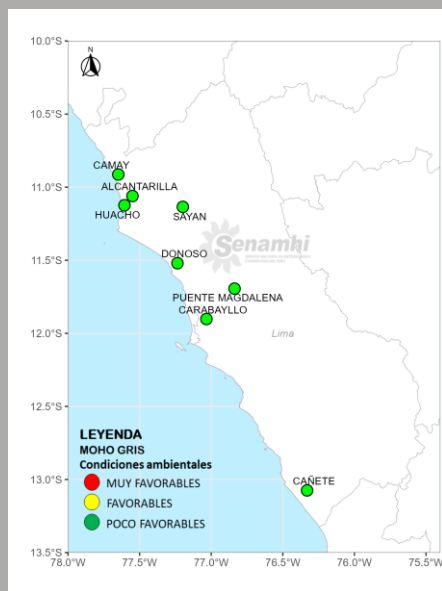 10.0°S
N
10.5°S
CAMAY
11.0°S
ALCANTARILLA
HUACHO
SAYAN
Senamhi
DONOSO
11.5°S
PUENTE MAGDALENA
CARABAYLLO
12.0°S
Lima
12.5°S
LEYENDA
MOHO GRIS
Condiciones ambientales
13.0°S
CAÑETE
MUY FAVORABLES
FAVORABLES
POCO FAVORABLES
13.5°S
78.0°W 77.5°W 77.0°W 76.5°W 76.0°W 75.5°W